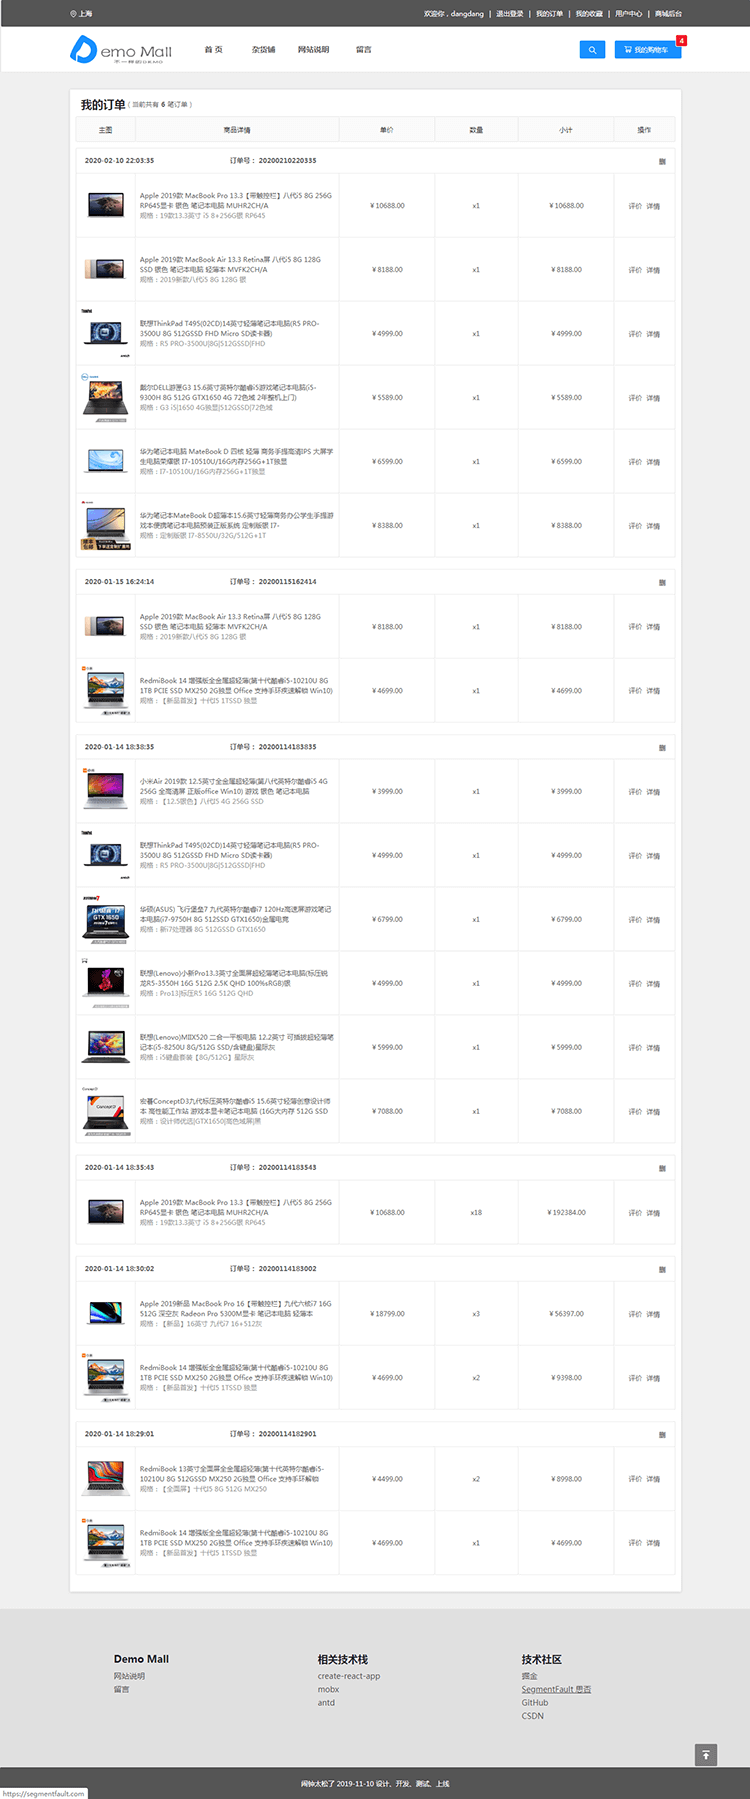 上海
欢迎你，dangdang | 退出登录 | 我的订单 | 我的收藏 | 用户中心 | 商城后台
Demo Mall
不一样的DEMO
首 页 杂货铺 网站说明 留言
我的购物车 4
我的订单 ( 当前共有 6 笔订单 )
主图 商品详情 单价 数量 小计 操作
2020-02-10 22:03:35 订单号： 20200210220335
Apple 2019款 MacBook Pro 13.3【带触控栏】八代i5 8G 256G
RP645显卡 银色 笔记本电脑 MUHR2CH/A
规格：19款13.3英寸 i5 8+256G银 RP645
¥ 10688.00 x1 ¥ 10688.00 评价 详情
Apple 2019款 MacBook Air 13.3 Retina屏 八代i5 8G 128G
SSD 银色 笔记本电脑 轻薄本 MVFK2CH/A
规格：2019新款八代i5 8G 128G 银
¥ 8188.00 x1 ¥ 8188.00 评价 详情
联想ThinkPad T495(02CD)14英寸轻薄笔记本电脑(R5 PRO-
3500U 8G 512GSSD FHD Micro SD读卡器)
规格：R5 PRO-3500U|8G|512GSSD|FHD
¥ 4999.00 x1 ¥ 4999.00 评价 详情
戴尔DELL游匣G3 15.6英寸英特尔酷睿i5游戏笔记本电脑(i5-
9300H 8G 512G GTX1650 4G 72色域 2年整机上门)
规格：G3 i5|1650 4G独显|512GSSD|72色域
¥ 5589.00 x1 ¥ 5589.00 评价 详情
华为笔记本电脑 MateBook D 四核 轻薄 商务手提高清IPS 大屏学
生电脑荣耀银 I7-10510U/16G内存256G+1T独显
规格：I7-10510U/16G内存256G+1T独显
¥ 6599.00 x1 ¥ 6599.00 评价 详情
华为笔记本MateBook D超薄本15.6英寸轻薄商务办公学生手提游
戏本便携笔记本电脑预装正版系统 定制版银 I7-
规格：定制版银 I7-8550U/32G/512G+1T
¥ 8388.00 x1 ¥ 8388.00 评价 详情
2020-01-15 16:24:14 订单号： 20200115162414
Apple 2019款 MacBook Air 13.3 Retina屏 八代i5 8G 128G
SSD 银色 笔记本电脑 轻薄本 MVFK2CH/A
规格：2019新款八代i5 8G 128G 银
¥ 8188.00 x1 ¥ 8188.00 评价 详情
RedmiBook 14 增强版全金属超轻薄(第十代酷睿i5-10210U 8G
1TB PCIE SSD MX250 2G独显 Office 支持手环疾速解锁 Win10)
规格：【新品首发】十代I5 1TSSD 独显
¥ 4699.00 x1 ¥ 4699.00 评价 详情
2020-01-14 18:38:35 订单号： 20200114183835
小米Air 2019款 12.5英寸全金属超轻薄(第八代英特尔酷睿i5 4G
256G 全高清屏 正版office Win10) 游戏 银色 笔记本电脑
规格：【12.5银色】八代I5 4G 256G SSD
¥ 3999.00 x1 ¥ 3999.00 评价 详情
联想ThinkPad T495(02CD)14英寸轻薄笔记本电脑(R5 PRO-
3500U 8G 512GSSD FHD Micro SD读卡器)
规格：R5 PRO-3500U|8G|512GSSD|FHD
¥ 4999.00 x1 ¥ 4999.00 评价 详情
华硕(ASUS) 飞行堡垒7 九代英特尔酷睿i7 120Hz高速屏游戏笔记
本电脑(i7-9750H 8G 512SSD GTX1650)金属电竞
规格：新i7处理器 8G 512GSSD GTX1650
¥ 6799.00 x1 ¥ 6799.00 评价 详情
联想(Lenovo)小新Pro13.3英寸全面屏超轻薄笔记本电脑(标压锐
龙R5-3550H 16G 512G 2.5K QHD 100%sRGB)银
规格：Pro13|标压R5 16G 512G QHD
¥ 4999.00 x1 ¥ 4999.00 评价 详情
联想(Lenovo)MIIX520 二合一平板电脑 12.2英寸 可插拔超轻薄笔
记本(i5-8250U 8G/512G SSD/含键盘)星际灰
规格：i5键盘套装【8G/512G】星际灰
¥ 5999.00 x1 ¥ 5999.00 评价 详情
宏碁ConceptD3九代标压英特尔酷睿i5 15.6英寸轻薄创意设计师
本 高性能工作站 游戏本显卡笔记本电脑 (16G大内存 512G SSD
规格：设计师优选|GTX1650|高色域屏|黑
¥ 7088.00 x1 ¥ 7088.00 评价 详情
2020-01-14 18:35:43 订单号： 20200114183543
Apple 2019款 MacBook Pro 13.3【带触控栏】八代i5 8G 256G
RP645显卡 银色 笔记本电脑 MUHR2CH/A
规格：19款13.3英寸 i5 8+256G银 RP645
¥ 10688.00 x18 ¥ 192384.00 评价 详情
2020-01-14 18:30:02 订单号： 20200114183002
Apple 2019新品 MacBook Pro 16【带触控栏】九代六核i7 16G
512G 深空灰 Radeon Pro 5300M显卡 笔记本电脑 轻薄本
规格：【新品】16英寸 九代i7 16+512灰
¥ 18799.00 x3 ¥ 56397.00 评价 详情
RedmiBook 14 增强版全金属超轻薄(第十代酷睿i5-10210U 8G
1TB PCIE SSD MX250 2G独显 Office 支持手环疾速解锁 Win10)
规格：【新品首发】十代I5 1TSSD 独显
¥ 4699.00 x2 ¥ 9398.00 评价 详情
2020-01-14 18:29:01 订单号： 20200114182901
RedmiBook 13英寸全面屏全金属超轻薄(第十代英特尔酷睿i5-
10210U 8G 512GSSD MX250 2G独显 Office 支持手环解锁
规格：【全面屏】十代I5 8G 512G MX250
¥ 4499.00 x2 ¥ 8998.00 评价 详情
RedmiBook 14 增强版全金属超轻薄(第十代酷睿i5-10210U 8G
1TB PCIE SSD MX250 2G独显 Office 支持手环疾速解锁 Win10)
规格：【新品首发】十代I5 1TSSD 独显
¥ 4699.00 x1 ¥ 4699.00 评价 详情
Demo Mall 相关技术栈 技术社区
网站说明 create-react-app 掘金
留言 mobx SegmentFault 思否
antd GitHub
CSDN
闹钟太松了 2019-11-10 设计、开发、测试、上线
https://segmentfault.com